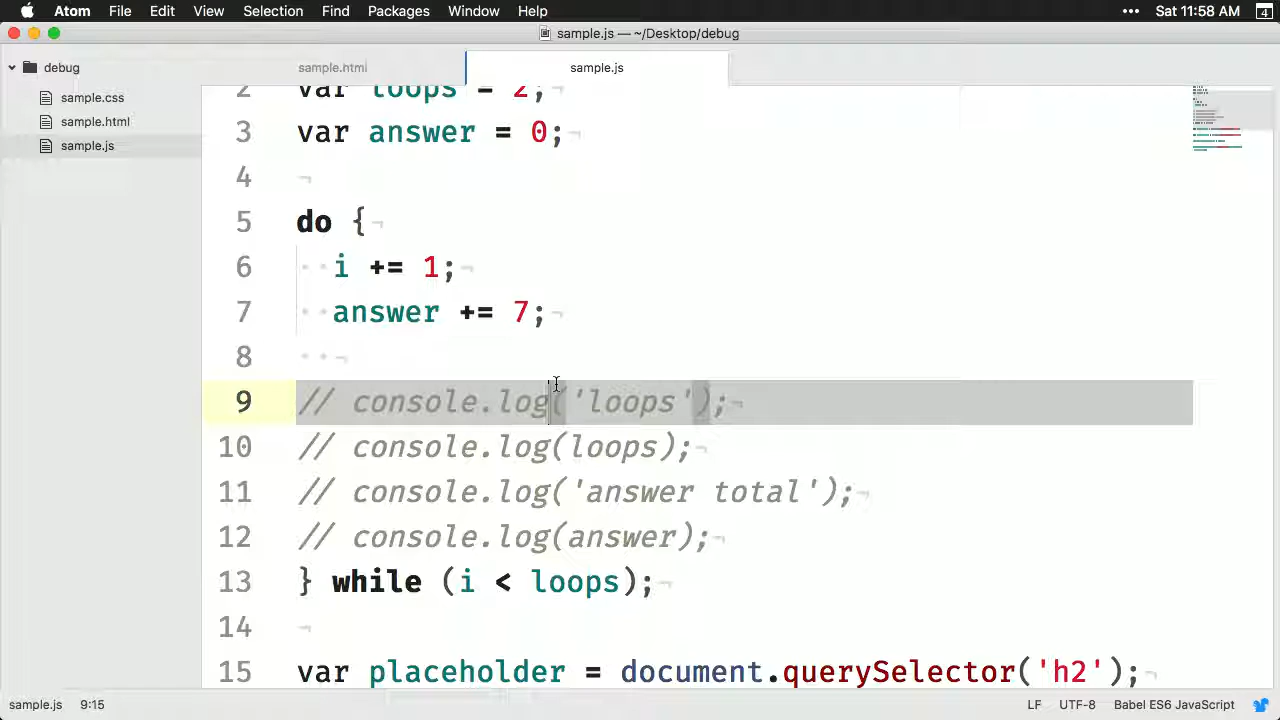 Atom File Edit View Selection Find Packages Window Help ••• Sat 11:58 AM 4
sample.js — ~/Desktop/debug
debug
sample.html
sample.js
sample.css
sample.html
sample.js
2 var loops = 2;
3 var answer = 0;
4
5 do {
6 i += 1;
7 answer += 7;
8
9 // console.log('loops');
10 // console.log(loops);
11 // console.log('answer total');
12 // console.log(answer);
13 } while (i < loops);
14
15 var placeholder = document.querySelector('h2');
sample.js 9:15 LF UTF-8 Babel ES6 JavaScript